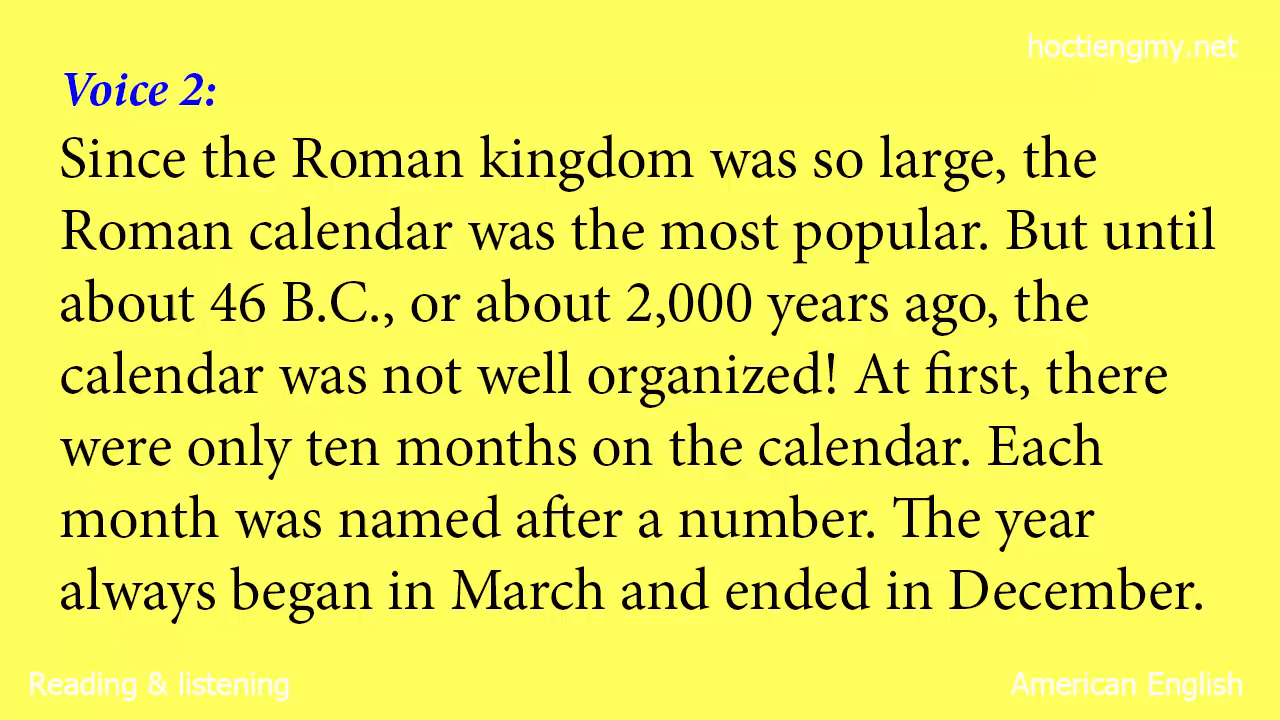 hoctiengmy.net
Voice 2:
Since the Roman kingdom was so large, the
Roman calendar was the most popular. But until
about 46 B.C., or about 2,000 years ago, the
calendar was not well organized! At first, there
were only ten months on the calendar. Each
month was named after a number. The year
always began in March and ended in December.
Reading & listening
American English